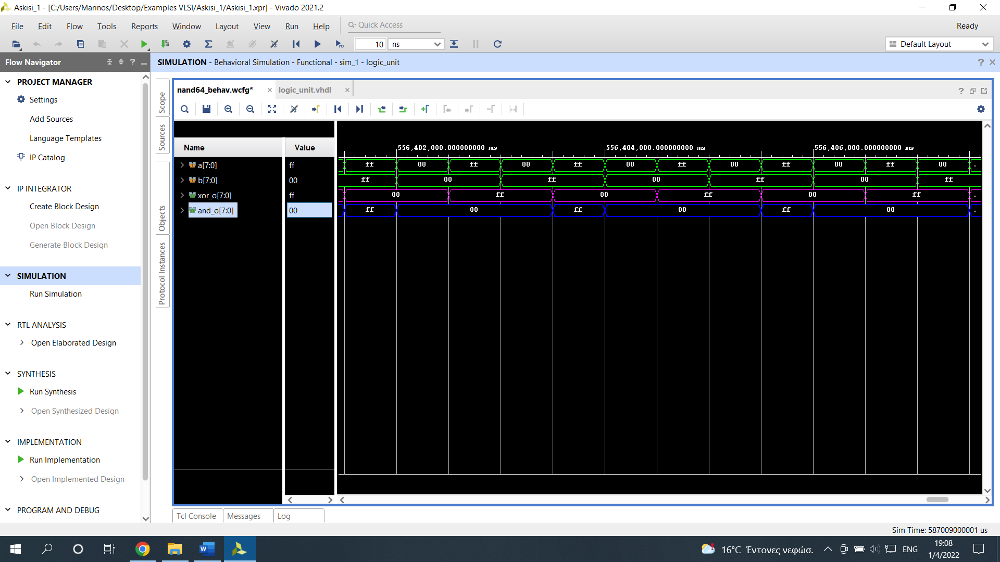 Askisi_1 - [C:/Users/Marinos/Desktop/Examples VLSI/Askisi_1/Askisi_1.xpr] - Vivado 2021.2
File Edit Flow Tools Reports Window Layout View Run Help Quick Access Ready
10 ns Default Layout
Flow Navigator
SIMULATION - Behavioral Simulation - Functional - sim_1 - logic_unit
PROJECT MANAGER
Settings
Add Sources
Language Templates
IP Catalog
IP INTEGRATOR
Create Block Design
Open Block Design
Generate Block Design
SIMULATION
Run Simulation
RTL ANALYSIS
Open Elaborated Design
SYNTHESIS
Run Synthesis
Open Synthesized Design
IMPLEMENTATION
Run Implementation
Open Implemented Design
PROGRAM AND DEBUG
Scope
Sources
Objects
Protocol Instances
nand64_behav.wcfg* logic_unit.vhdl
Name Value
556,402,000.000000000 ms 556,404,000.000000000 ms 556,406,000.000000000 ms
a[7:0] ff ff 00 ff 00 ff 00 ff 00 ff 00 ff 00 .
b[7:0] 00 ff 00 ff 00 ff 00 ff
xor_o[7:0] ff 00 ff 00 ff 00 ff .
and_o[7:0] 00 ff 00 ff 00 ff 00 .
Tcl Console Messages Log
Sim Time: 587009000001 us
16°C Έντονες νεφώσ. ENG
19:08
1/4/2022